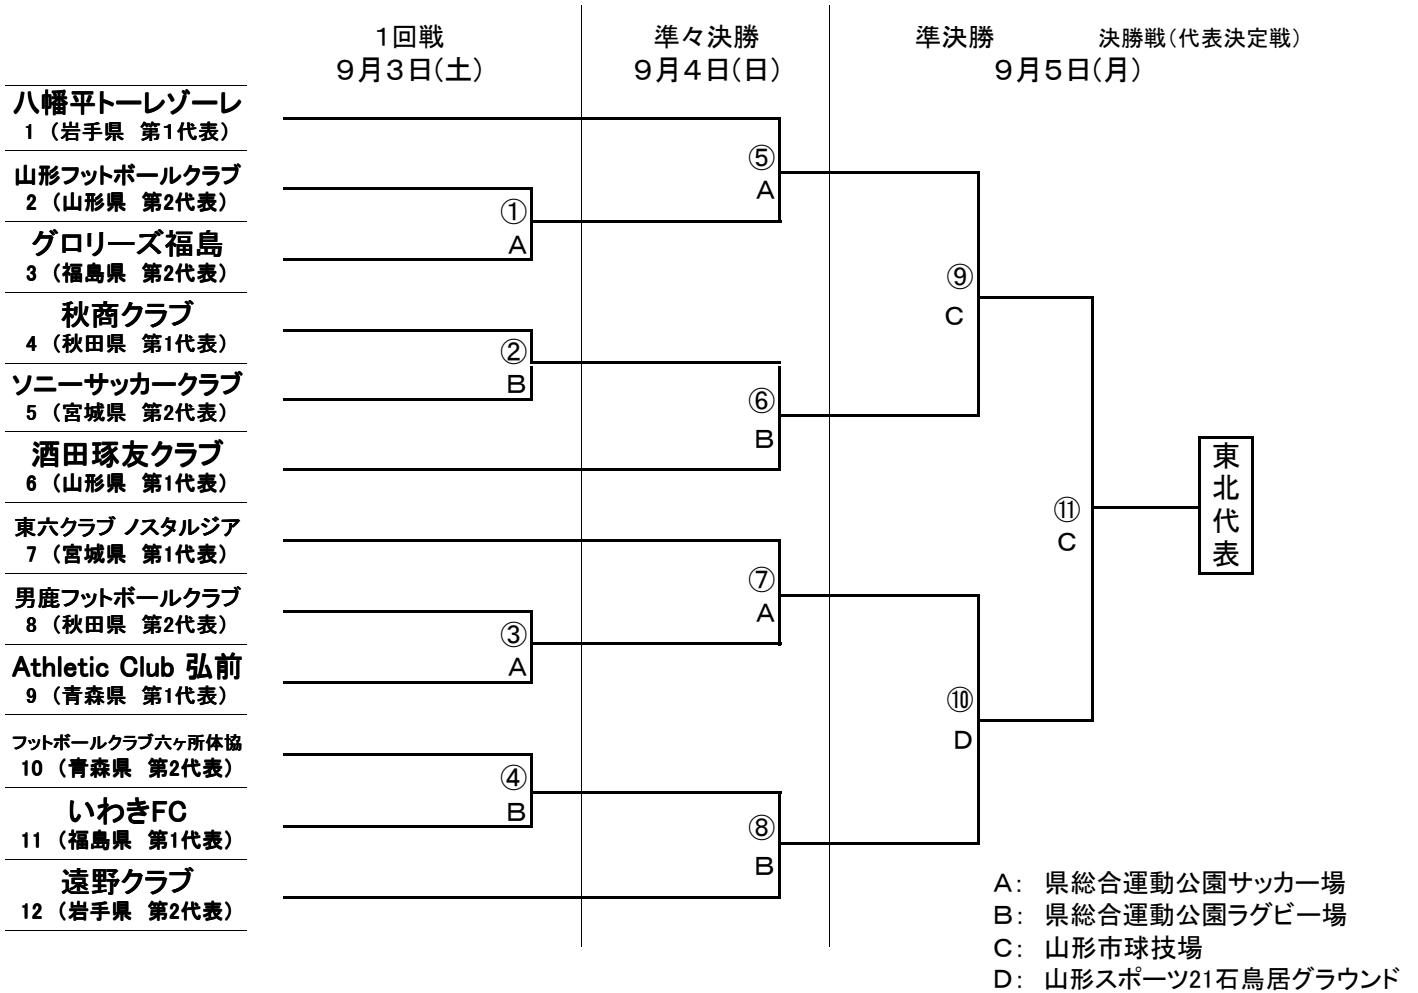 １回戦
９月３日(土)
準々決勝
９月４日(日)
準決勝
決勝戦(代表決定戦)
９月５日(月)
八幡平トーレゾーレ
1 （岩手県　第1代表）
山形フットボールクラブ
2 （山形県　第2代表）
グロリーズ福島
3 （福島県　第2代表）
秋商クラブ
4 （秋田県　第1代表）
ソニーサッカークラブ
5 （宮城県　第2代表）
酒田琢友クラブ
6 （山形県　第1代表）
東六クラブ ノスタルジア
7 （宮城県　第1代表）
男鹿フットボールクラブ
8 （秋田県　第2代表）
Athletic Club 弘前
9 （青森県　第1代表）
フットボールクラブ六ヶ所体協
10 （青森県　第2代表）
いわきFC
11 （福島県　第1代表）
遠野クラブ
12 （岩手県　第2代表）
①
A
②
B
③
A
④
B
⑤
A
⑥
B
⑦
A
⑧
B
⑨
C
⑩
D
⑪
C
東北代表
A： 県総合運動公園サッカー場
B： 県総合運動公園ラグビー場
C： 山形市球技場
D： 山形スポーツ21石鳥居グラウンド